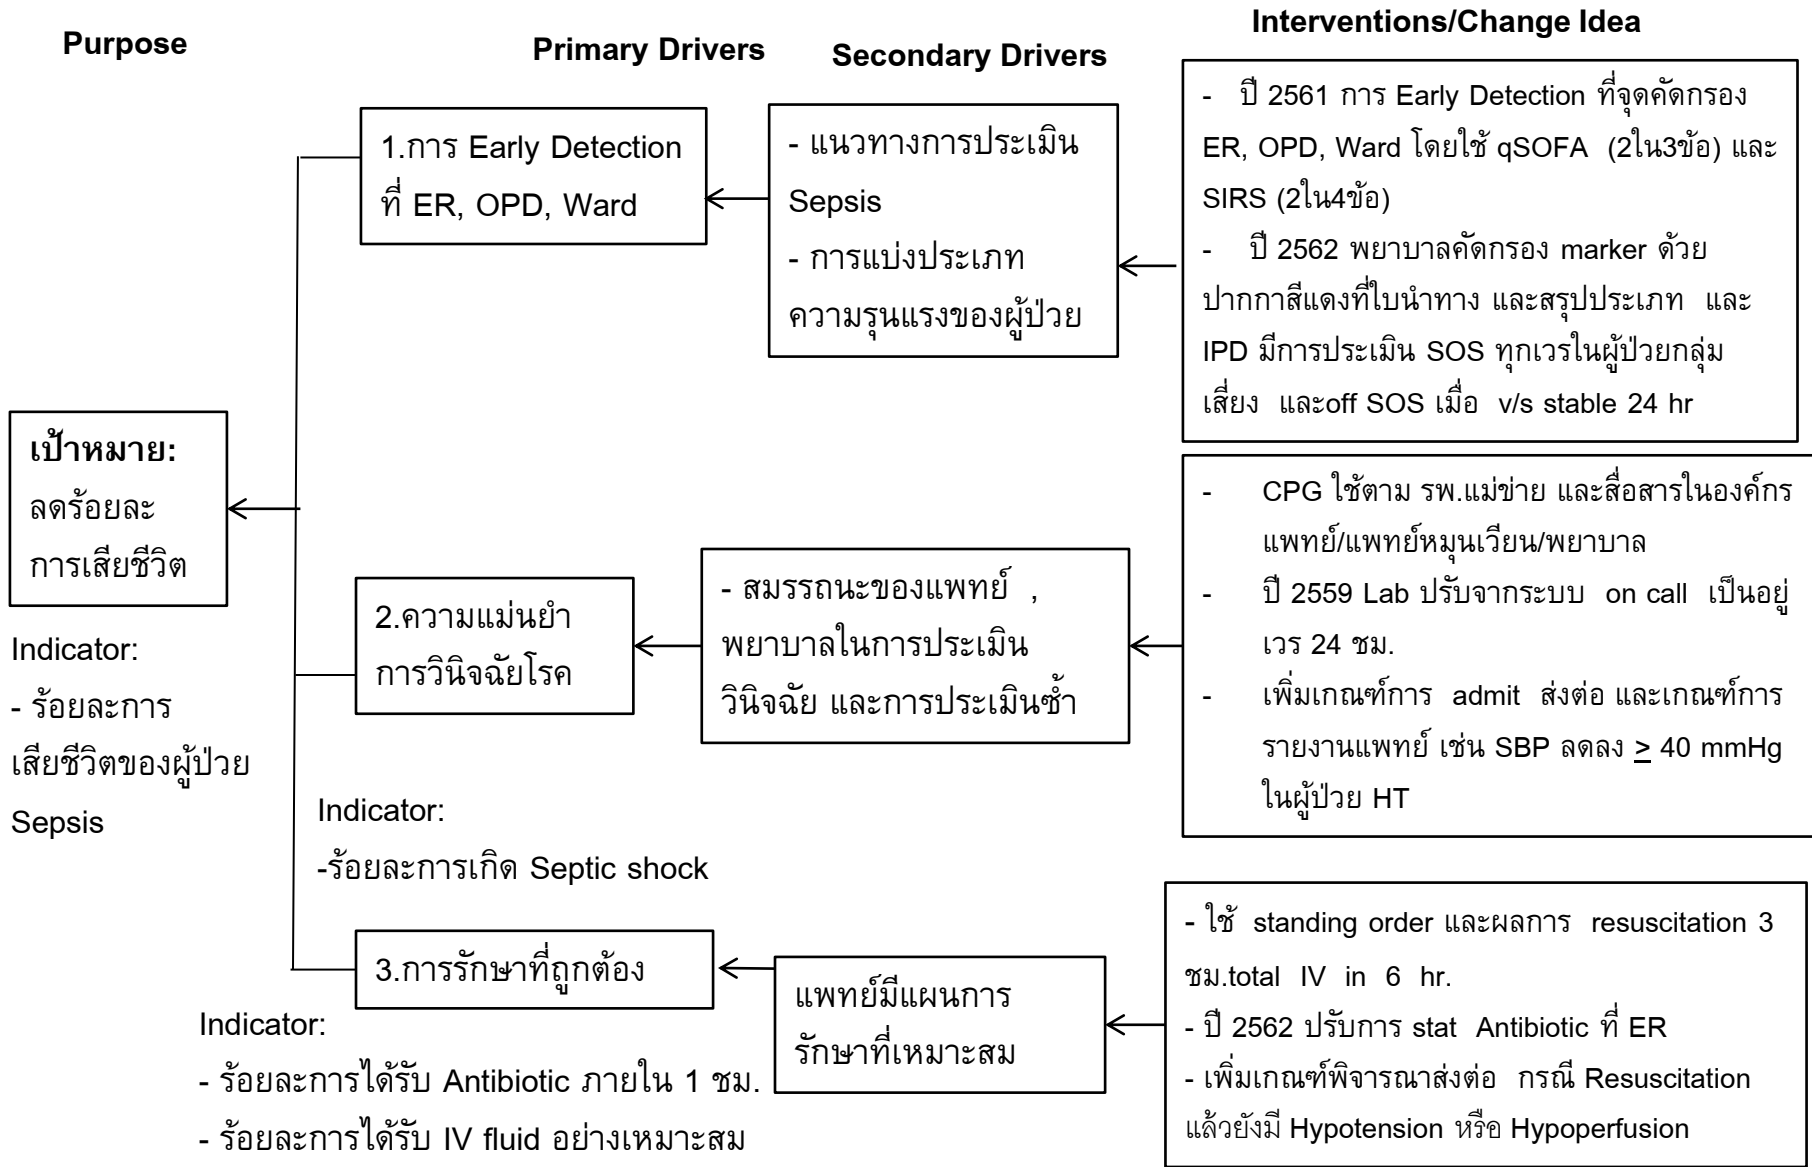 Purpose
Primary Drivers
Secondary Drivers
Interventions/Change Idea
เป้าหมาย:
ลดร้อยละ
การเสียชีวิต
Indicator:
- ร้อยละการ
เสียชีวิตของผู้ป่วย
Sepsis
1.การ Early Detection
ที่ ER, OPD, Ward
- แนวทางการประเมิน
Sepsis
- การแบ่งประเภท
ความรุนแรงของผู้ป่วย
- ปี 2561 การ Early Detection ที่จุดคัดกรอง
ER, OPD, Ward โดยใช้ qSOFA (2ใน3ข้อ) และ
SIRS (2ใน4ข้อ)
- ปี 2562 พยาบาลคัดกรอง marker ด้วย
ปากกาสีแดงที่ใบนำทาง และสรุปประเภท และ
IPD มีการประเมิน SOS ทุกเวรในผู้ป่วยกลุ่ม
เสี่ยง และoff SOS เมื่อ v/s stable 24 hr
2.ความแม่นยำ
การวินิจฉัยโรค
- สมรรถนะของแพทย์ ,
พยาบาลในการประเมิน
วินิจฉัย และการประเมินซ้ำ
- CPG ใช้ตาม รพ.แม่ข่าย และสื่อสารในองค์กร
แพทย์/แพทย์หมุนเวียน/พยาบาล
- ปี 2559 Lab ปรับจากระบบ on call เป็นอยู่
เวร 24 ชม.
- เพิ่มเกณฑ์การ admit ส่งต่อ และเกณฑ์การ
รายงานแพทย์ เช่น SBP ลดลง ≥ 40 mmHg
ในผู้ป่วย HT
Indicator:
-ร้อยละการเกิด Septic shock
3.การรักษาที่ถูกต้อง
แพทย์มีแผนการ
รักษาที่เหมาะสม
- ใช้ standing order และผลการ resuscitation 3
ชม.total IV in 6 hr.
- ปี 2562 ปรับการ stat Antibiotic ที่ ER
- เพิ่มเกณฑ์พิจารณาส่งต่อ กรณี Resuscitation
แล้วยังมี Hypotension หรือ Hypoperfusion
Indicator:
- ร้อยละการได้รับ Antibiotic ภายใน 1 ชม.
- ร้อยละการได้รับ IV fluid อย่างเหมาะสม